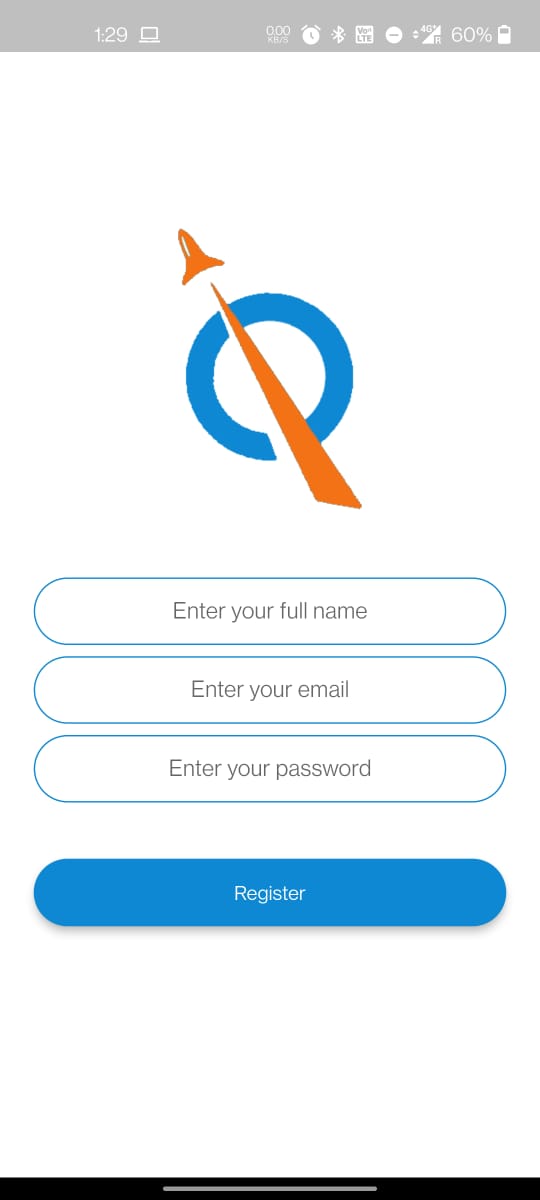 1:29
0.00
KB/S
Vo))
LTE
4G+
R
60%
Enter your full name
Enter your email
Enter your password
Register